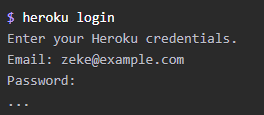 $ heroku login
Enter your Heroku credentials.
Email: zeke@example.com
Password:
...